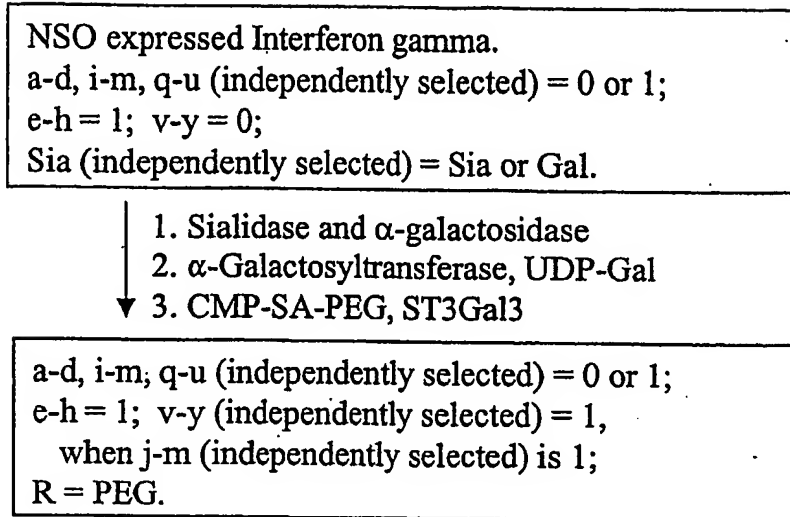 NSO expressed Interferon gamma.
a-d, i-m, q-u (independently selected) = 0 or 1;
e-h = 1; v-y = 0;
Sia (independently selected) = Sia or Gal.
1. Sialidase and α-galactosidase
2. α-Galactosyltransferase, UDP-Gal
3. CMP-SA-PEG, ST3Gal3
a-d, i-m, q-u (independently selected) = 0 or 1;
e-h = 1; v-y (independently selected) = 1,
when j-m (independently selected) is 1;
R = PEG.